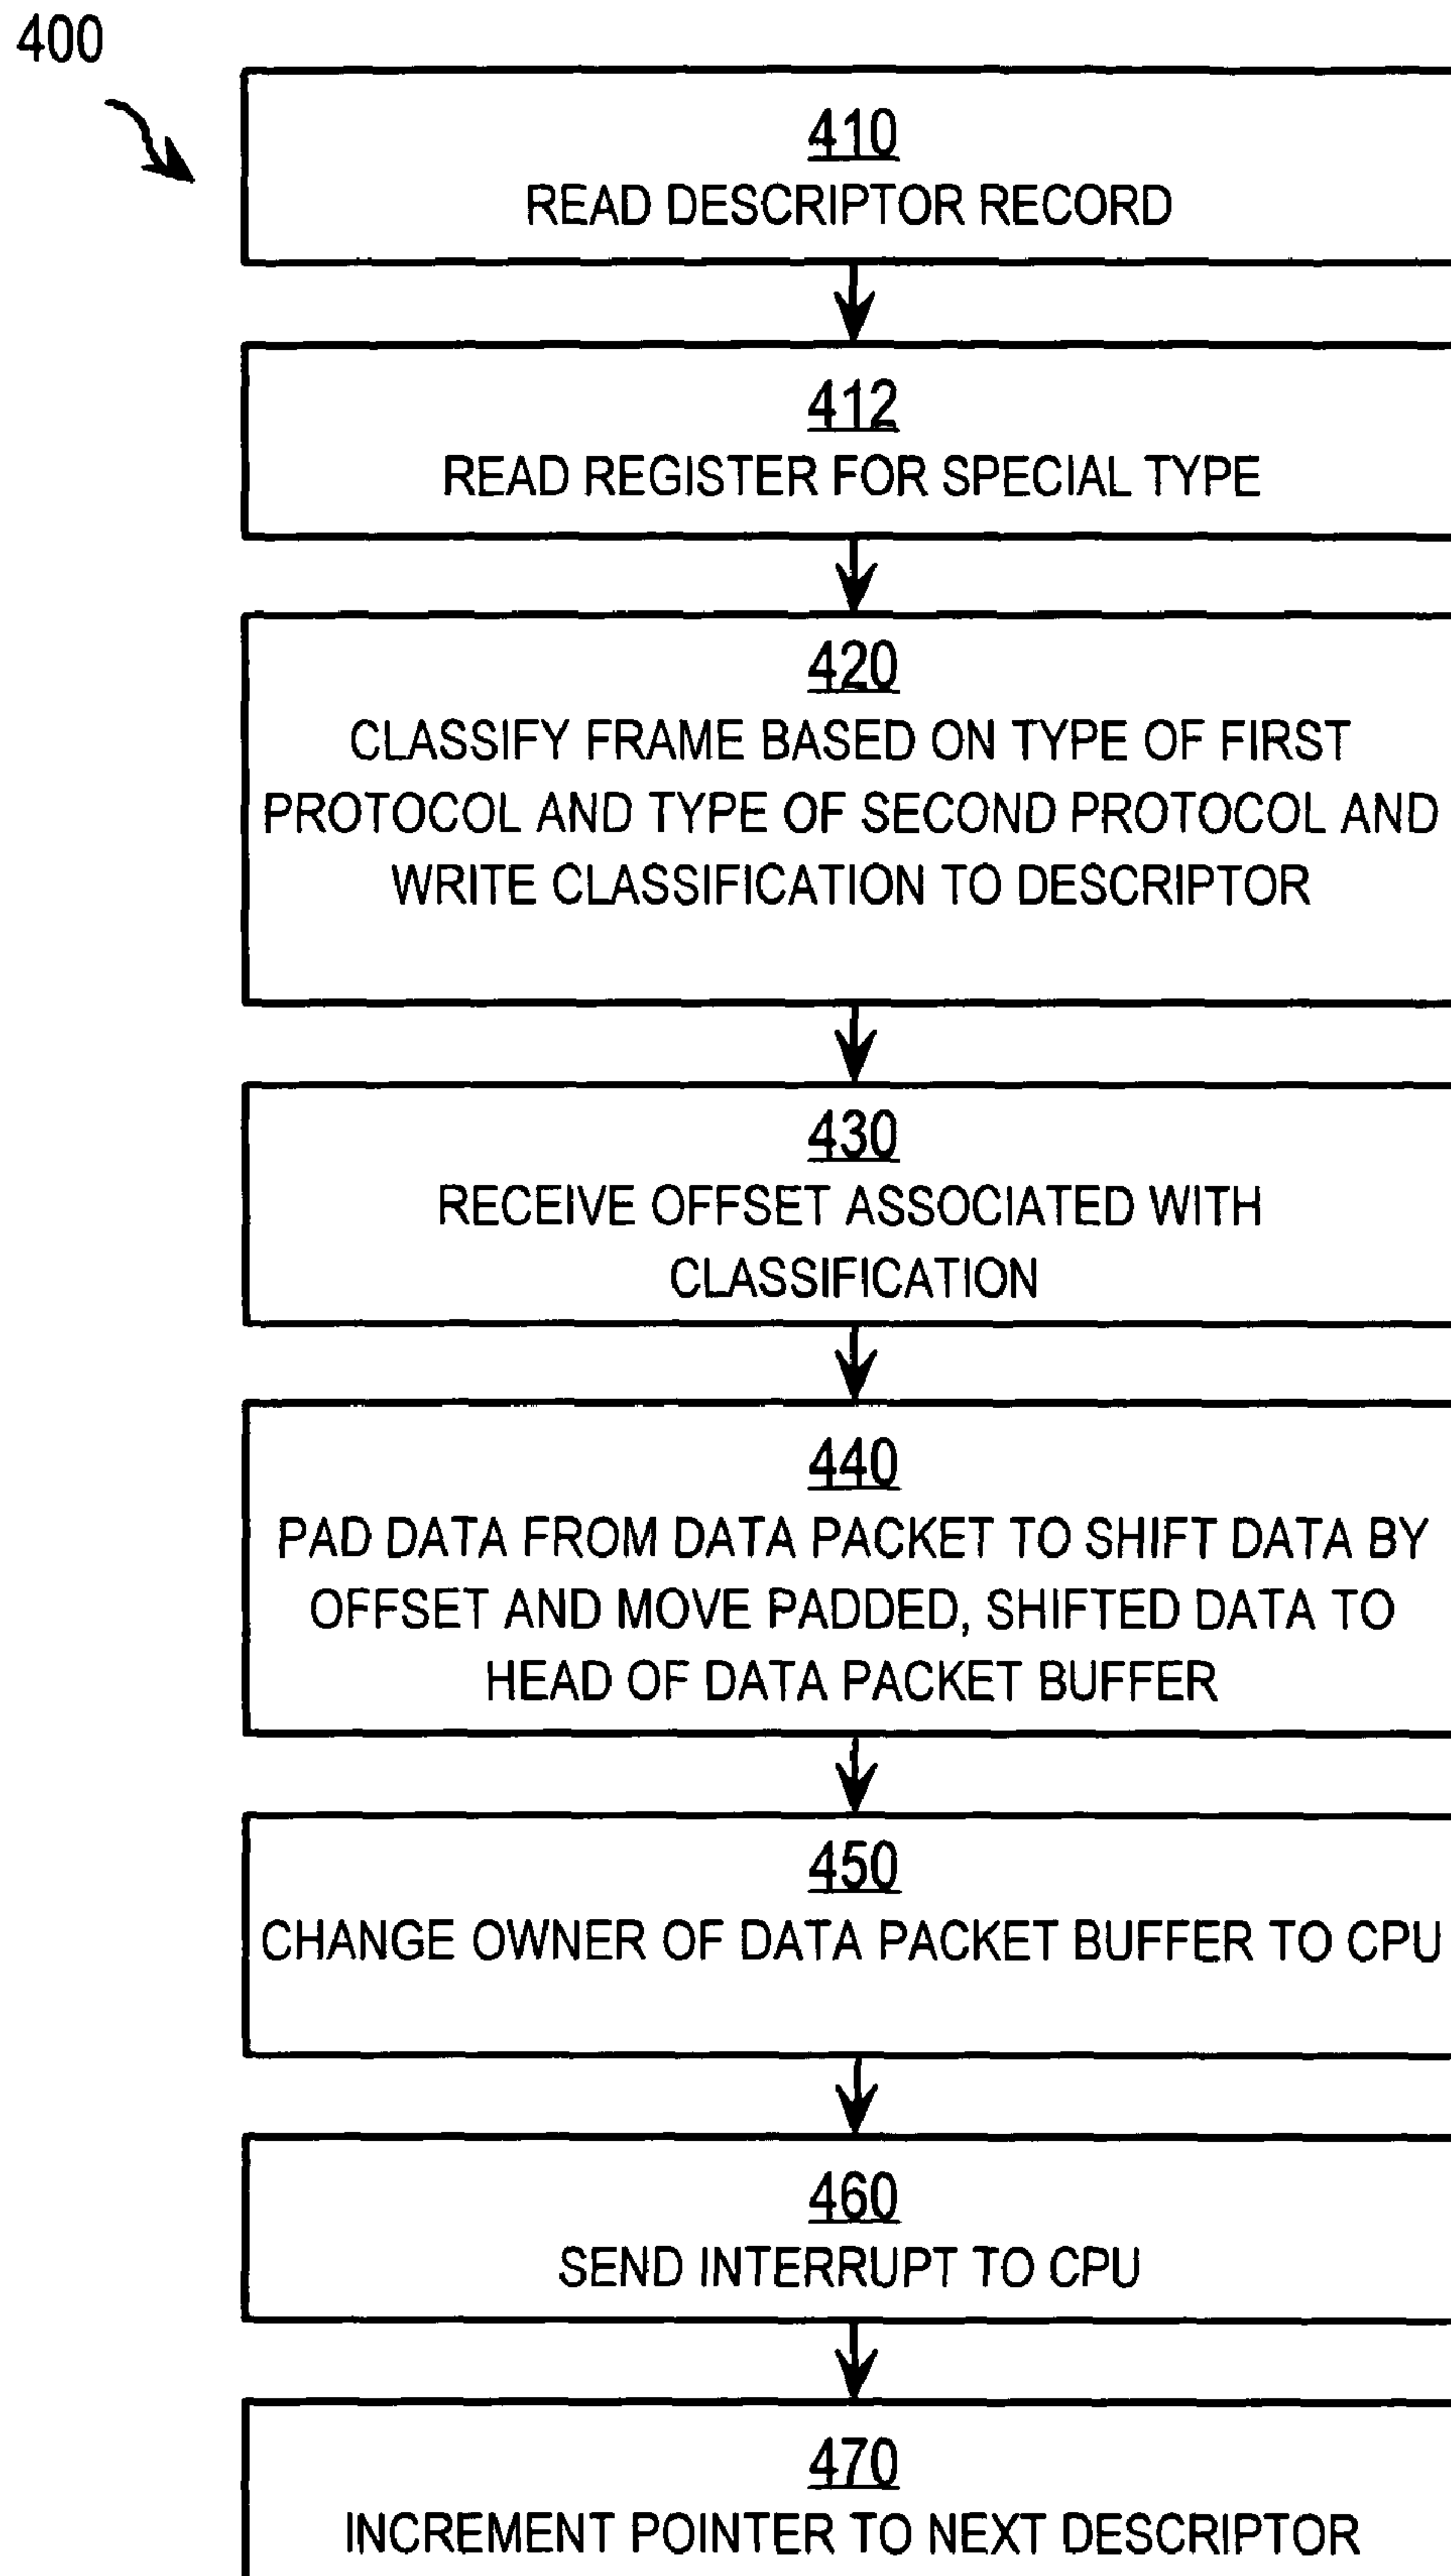 400
410
READ DESCRIPTOR RECORD
412
READ REGISTER FOR SPECIAL TYPE
420
CLASSIFY FRAME BASED ON TYPE OF FIRST
PROTOCOL AND TYPE OF SECOND PROTOCOL AND
WRITE CLASSIFICATION TO DESCRIPTOR
430
RECEIVE OFFSET ASSOCIATED WITH
CLASSIFICATION
440
PAD DATA FROM DATA PACKET TO SHIFT DATA BY
OFFSET AND MOVE PADDED, SHIFTED DATA TO
HEAD OF DATA PACKET BUFFER
450
CHANGE OWNER OF DATA PACKET BUFFER TO CPU
460
SEND INTERRUPT TO CPU
470
INCREMENT POINTER TO NEXT DESCRIPTOR